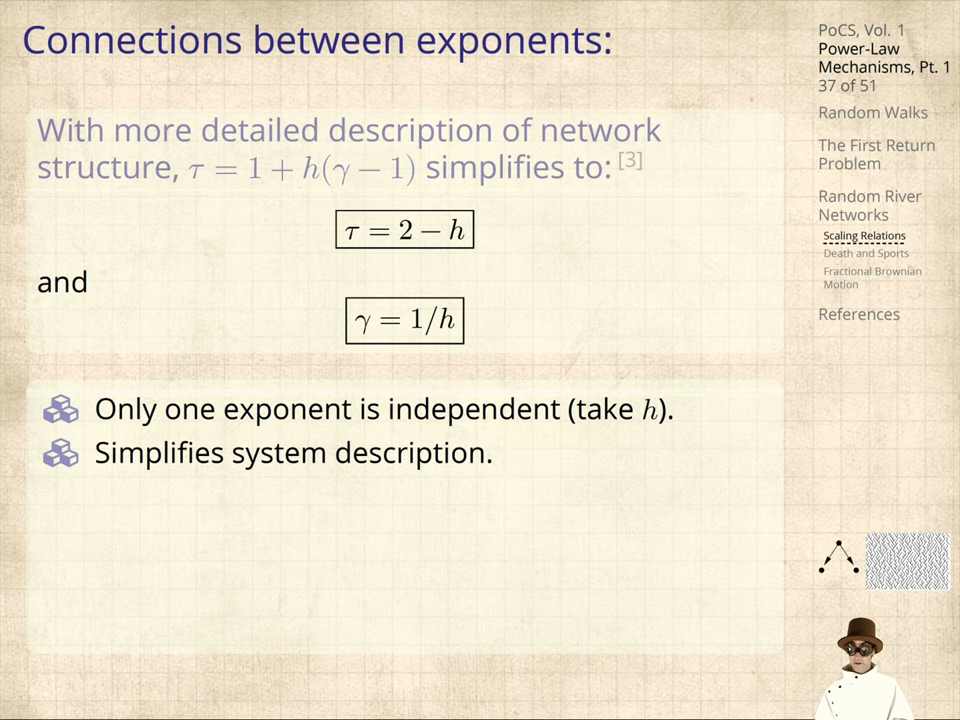 Connections between exponents:
With more detailed description of network
structure, τ = 1 + h(γ − 1) simplifies to: [3]
τ = 2 − h
and
γ = 1/h
Only one exponent is independent (take h).
Simplifies system description.
PoCS, Vol. 1
Power-Law
Mechanisms, Pt. 1
37 of 51
Random Walks
The First Return
Problem
Random River
Networks
Scaling Relations
Death and Sports
Fractional Brownian
Motion
References